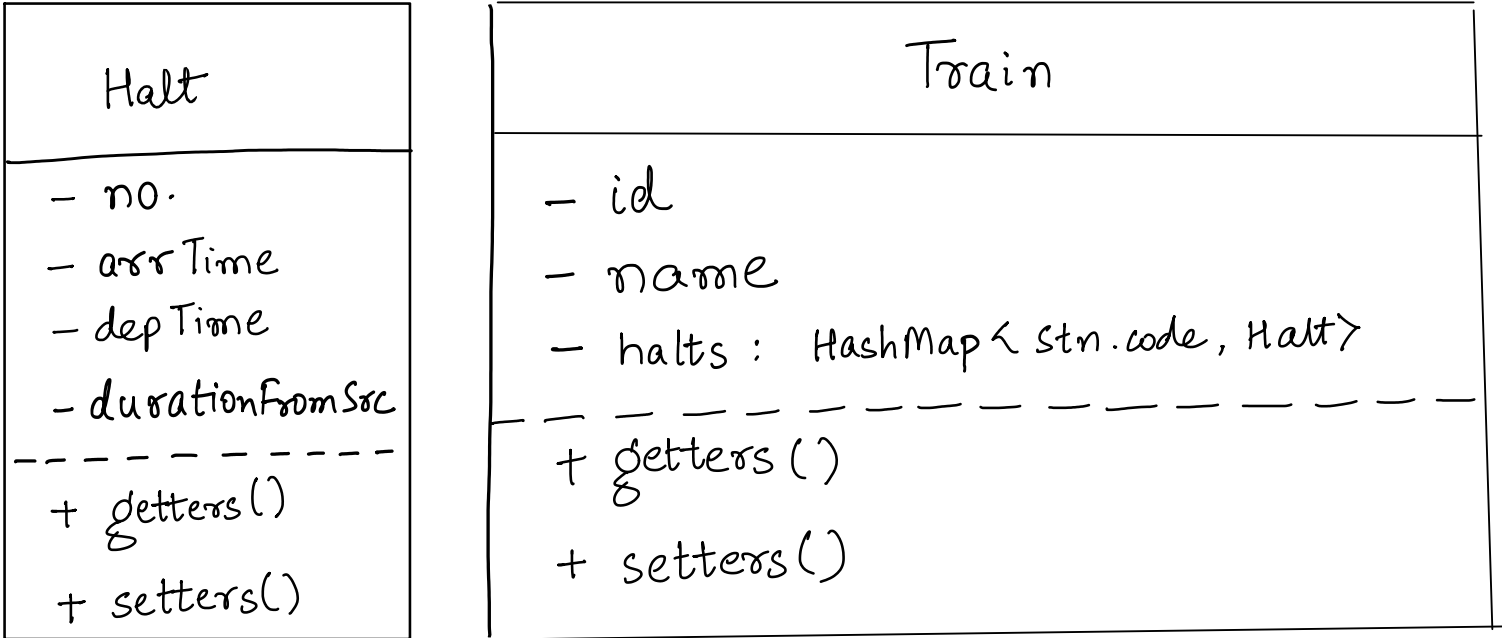 Halt
- no.
- arrTime
- depTime
- durationFromSrc
+ getters()
+ setters()
Train
- id
- name
- halts : HashMap < stn.code, Halt>
+ getters()
+ setters()